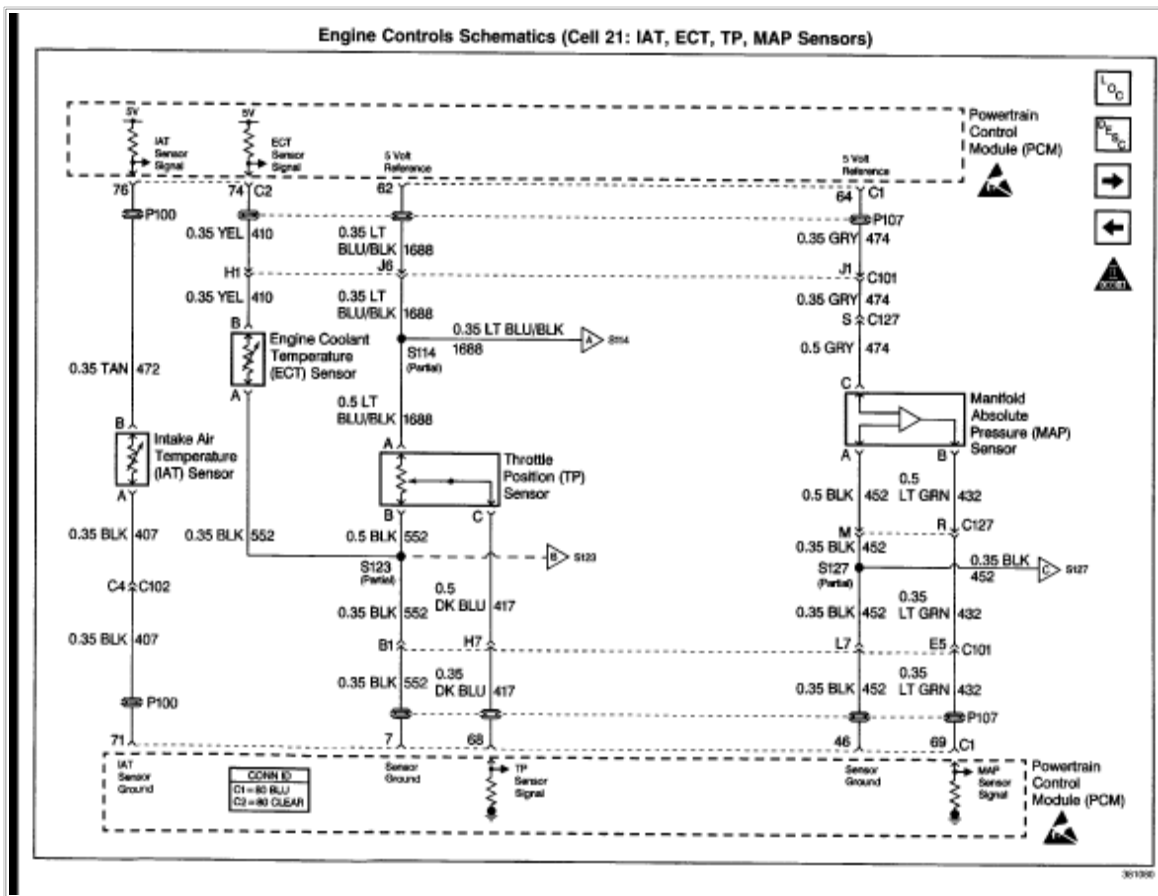 Engine Controls Schematics (Cell 21: IAT, ECT, TP, MAP Sensors)
LOC
DESC
5V
IAT
Sensor
Signal
5V
ECT
Sensor
Signal
5 Volt
Reference
5 Volt
Reference
Powertrain
Control
Module (PCM)
76
74
C2
62
64
C1
P100
P107
0.35 YEL 410
0.35 LT
BLU/BLK 1688
0.35 GRY 474
H1
J6
J1
C101
0.35 YEL 410
0.35 LT
BLU/BLK 1688
0.35 GRY 474
S
C127
B
Engine Coolant
Temperature
(ECT) Sensor
A
S114
(Partial)
0.35 LT BLU/BLK
1688
A
S114
0.5 GRY 474
0.35 TAN 472
0.5 LT
BLU/BLK 1688
C
Manifold
Absolute
Pressure (MAP)
Sensor
A
B
B
Intake Air
Temperature
(IAT) Sensor
A
A
Throttle
Position (TP)
Sensor
B
C
0.5 BLK 452
0.5
LT GRN 432
0.35 BLK 407
0.35 BLK 552
0.5 BLK 552
M
R
C127
S123
(Partial)
B
S123
0.35 BLK 452
S127
(Partial)
0.35 BLK
452
C
S127
C4
C102
0.35 BLK 552
0.5
DK BLU 417
0.35 BLK 452
0.35
LT GRN 432
0.35 BLK 407
B1
H7
L7
E5
C101
0.35 BLK 552
0.35
DK BLU 417
0.35 BLK 452
0.35
LT GRN 432
P100
P107
71
7
68
46
69
C1
IAT
Sensor
Ground
CONN ID
C1=80 BLU
C2=80 CLEAR
Sensor
Ground
TP
Sensor
Signal
Sensor
Ground
MAP
Sensor
Signal
Powertrain
Control
Module (PCM)
381080